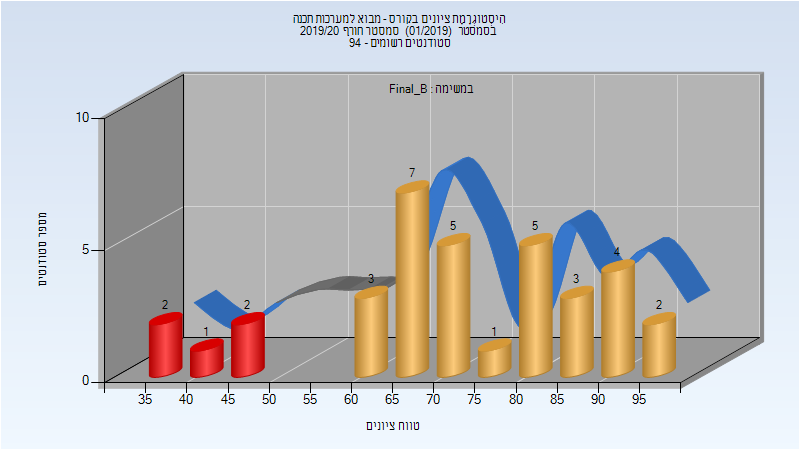 היסטוגרמת ציונים בקורס - מבוא למערכות תכנה
בסמסטר (01/2019) סמסטר חורף 2019/20
סטודנטים רשומים - 94
במשימה : Final_B
מספר סטודנטים
10
5
0
2
1
2
3
7
5
1
5
3
4
2
35 40 45 50 55 60 65 70 75 80 85 90 95
טווח ציונים